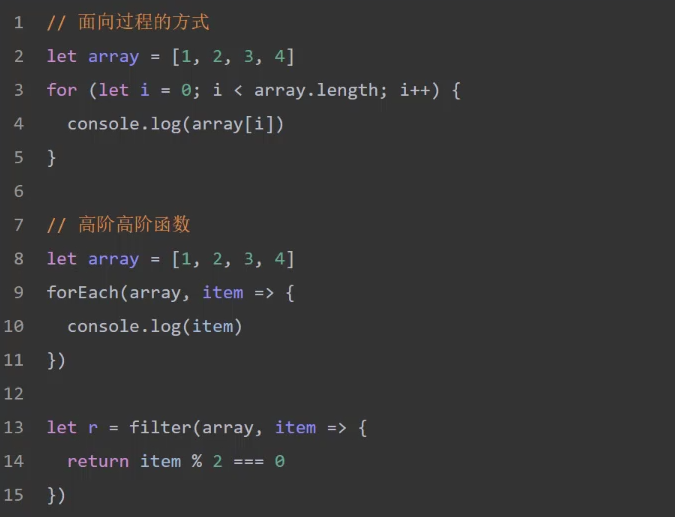 1 // 面向过程的方式
2 let array = [1, 2, 3, 4]
3 for (let i = 0; i < array.length; i++) {
4   console.log(array[i])
5 }
6
7 // 高阶高阶函数
8 let array = [1, 2, 3, 4]
9 forEach(array, item => {
10   console.log(item)
11 })
12
13 let r = filter(array, item => {
14   return item % 2 === 0
15 })